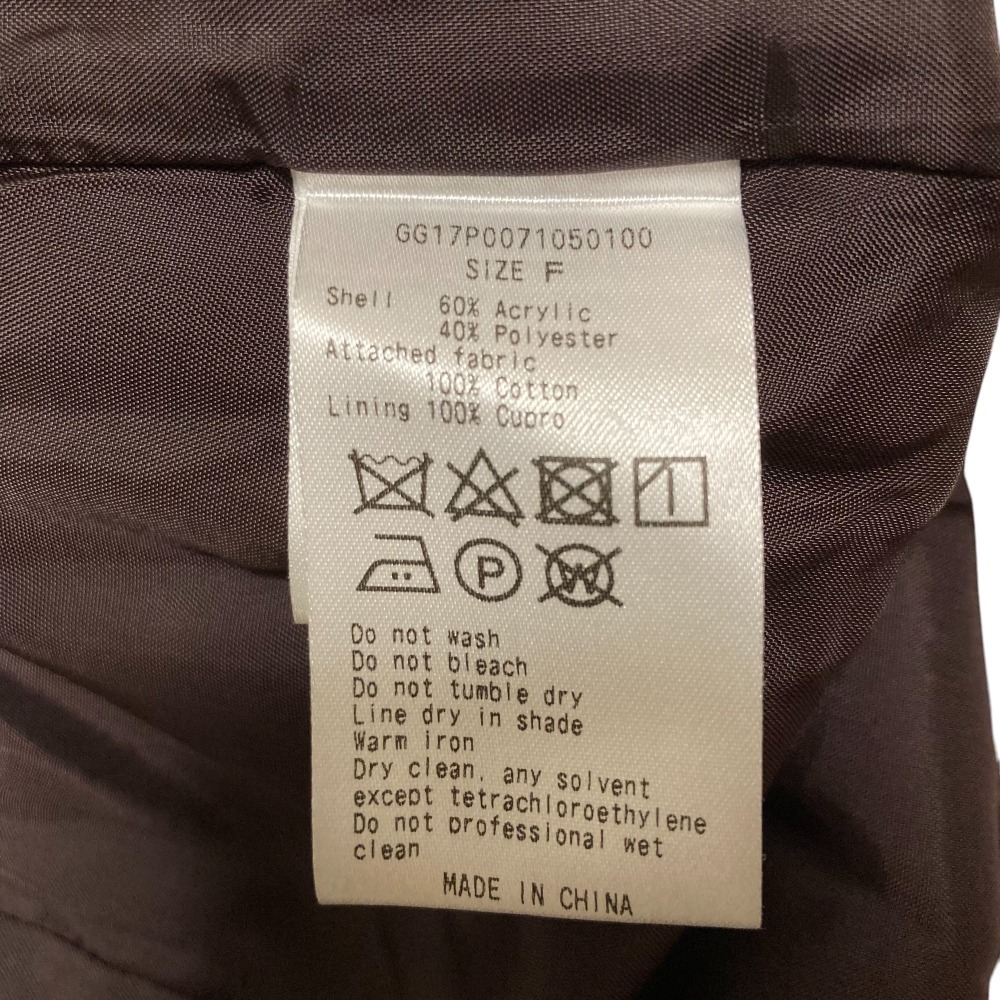 GG17P0071050100
SIZE F
Shell 60% Acrylic
40% Polyester
Attached fabric
100% Cotton
Lining 100% Cupro
P W
Do not wash
Do not bleach
Do not tumble dry
Line dry in shade
Warm iron
Dry clean, any solvent
except tetrachloroethylene
Do not professional wet
clean
MADE IN CHINA